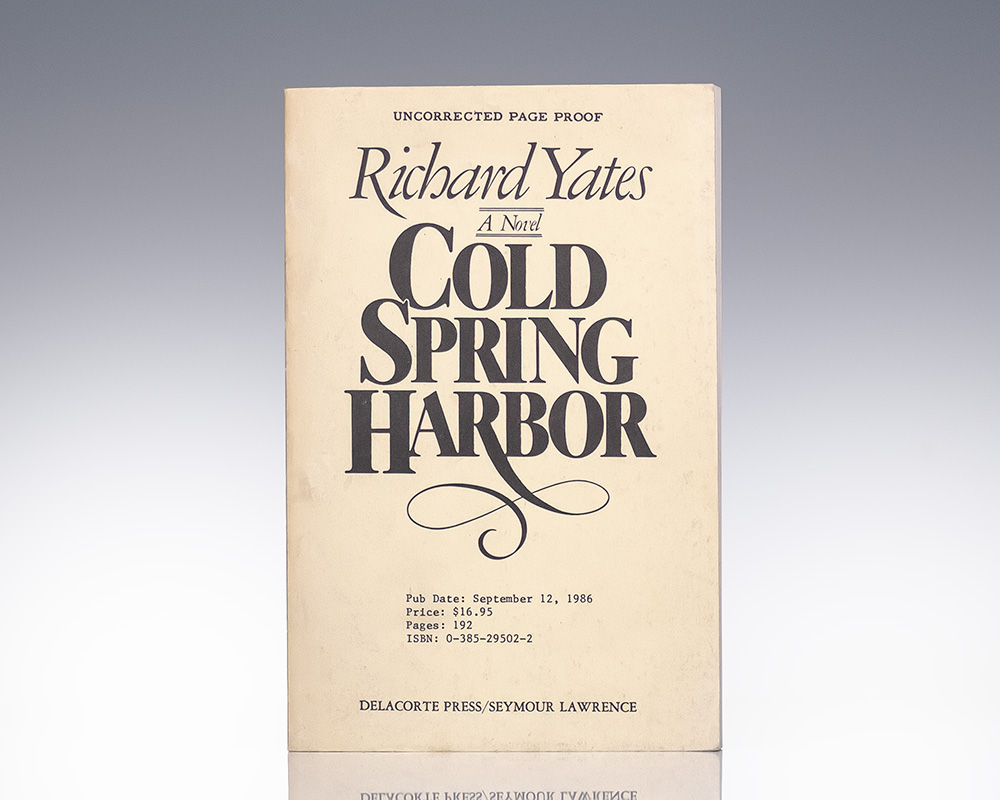 UNCORRECTED PAGE PROOF
Richard Yates
A Novel
COLD
SPRING
HARBOR
Pub Date: September 12, 1986
Price: $16.95
Pages: 192
ISBN: 0-385-29502-2
DELACORTE PRESS/SEYMOUR LAWRENCE